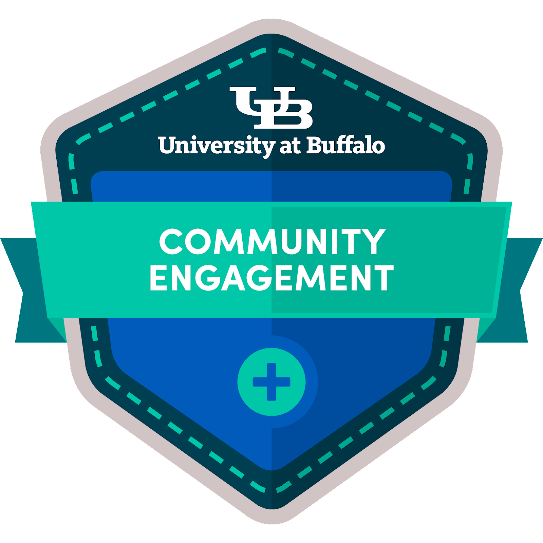 UB
University at Buffalo
COMMUNITY
ENGAGEMENT